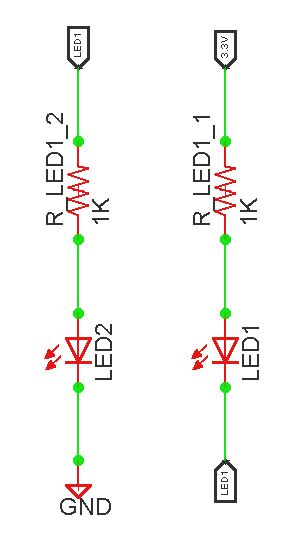 LED1
3.3V
R_LED1_2
1K
R_LED1_1
1K
LED2
LED1
GND
LED1